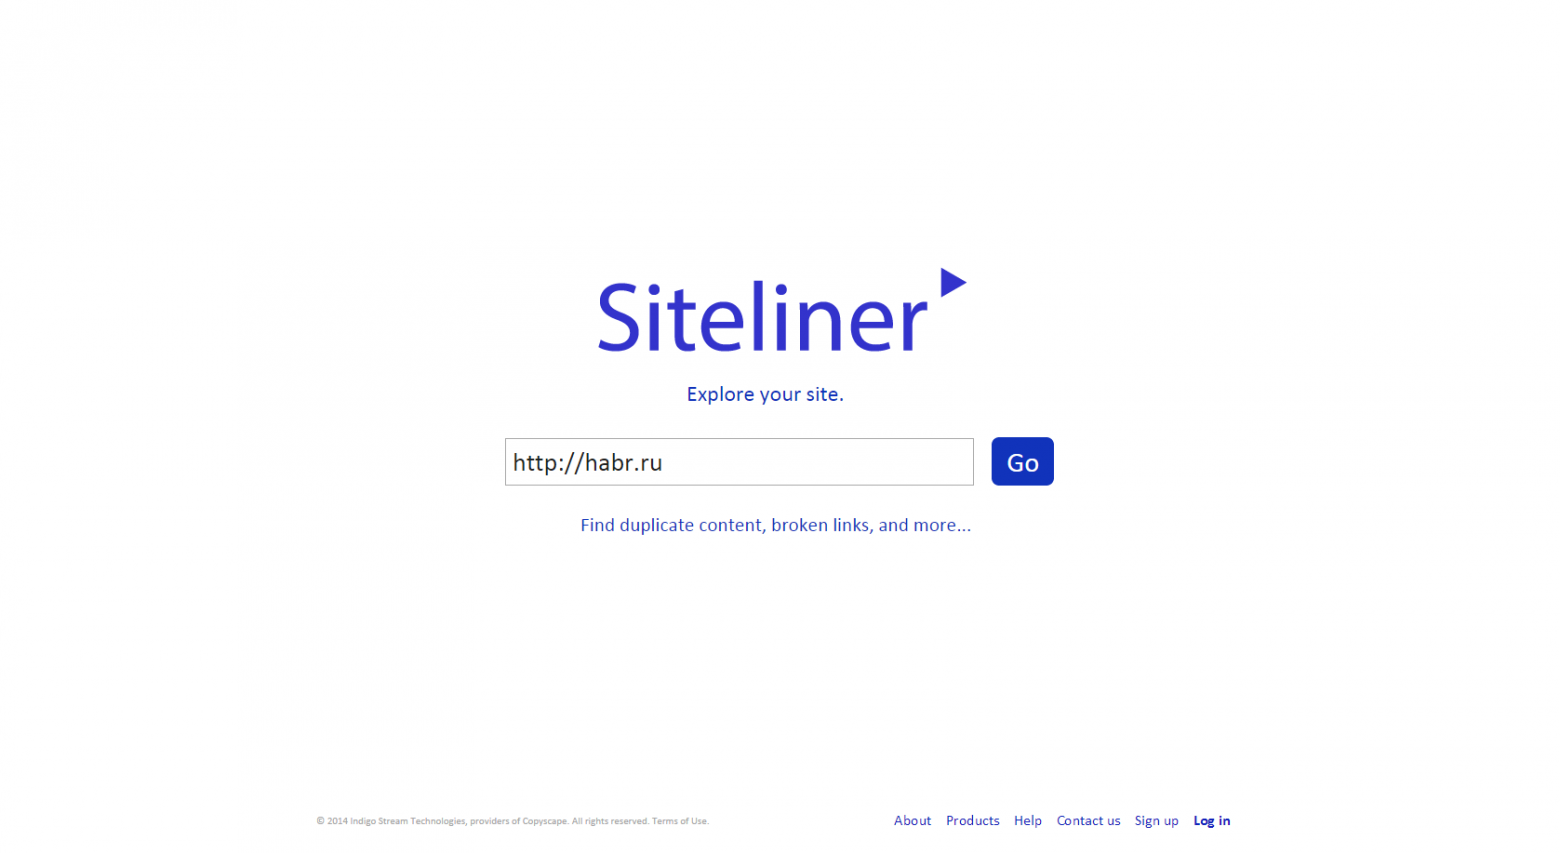 Siteliner
Explore your site.
http://habr.ru
Go
Find duplicate content, broken links, and more...
© 2014 Indigo Stream Technologies, providers of Copyscape. All rights reserved. Terms of Use.
About Products Help Contact us Sign up Log in